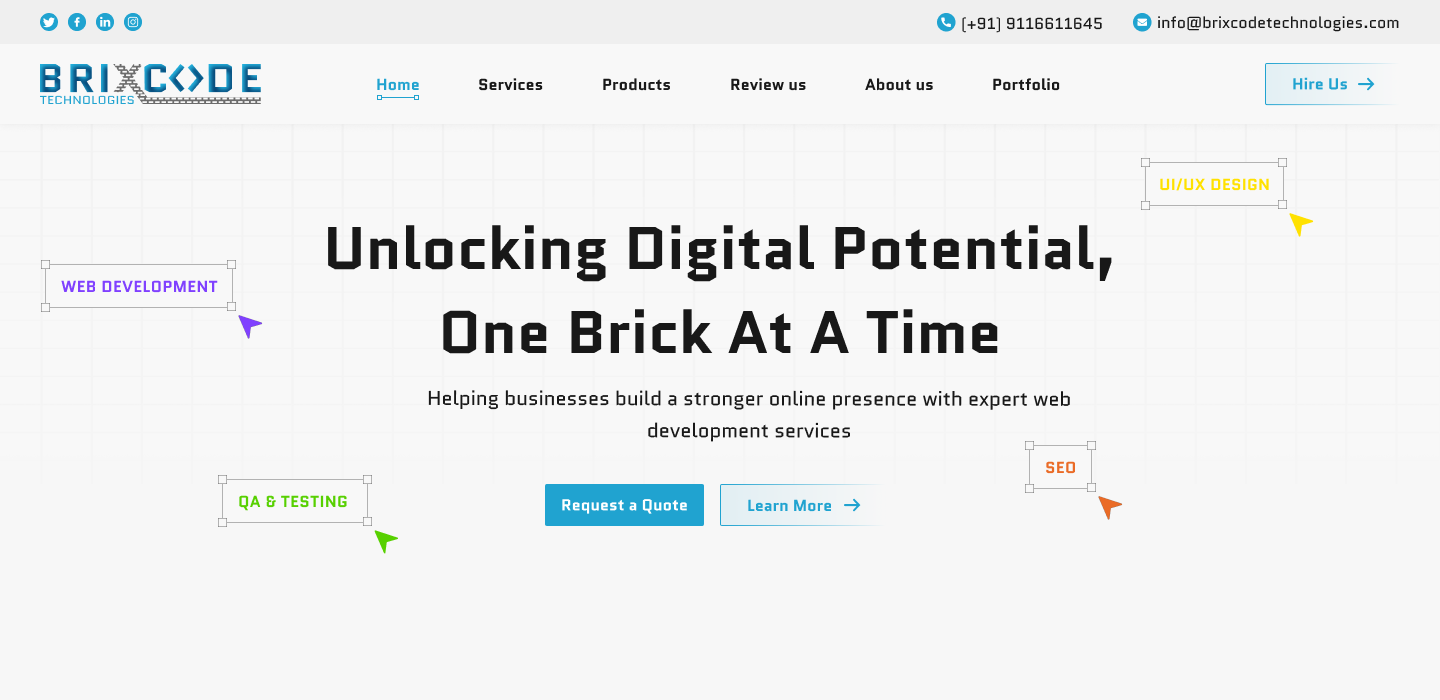 (+91) 9116611645
info@brixcodetechnologies.com
BRIXCODE
TECHNOLOGIES
Home
Services
Products
Review us
About us
Portfolio
Hire Us
UI/UX DESIGN
Unlocking Digital Potential,
WEB DEVELOPMENT
One Brick At A Time
Helping businesses build a stronger online presence with expert web
development services
SEO
QA & TESTING
Request a Quote
Learn More